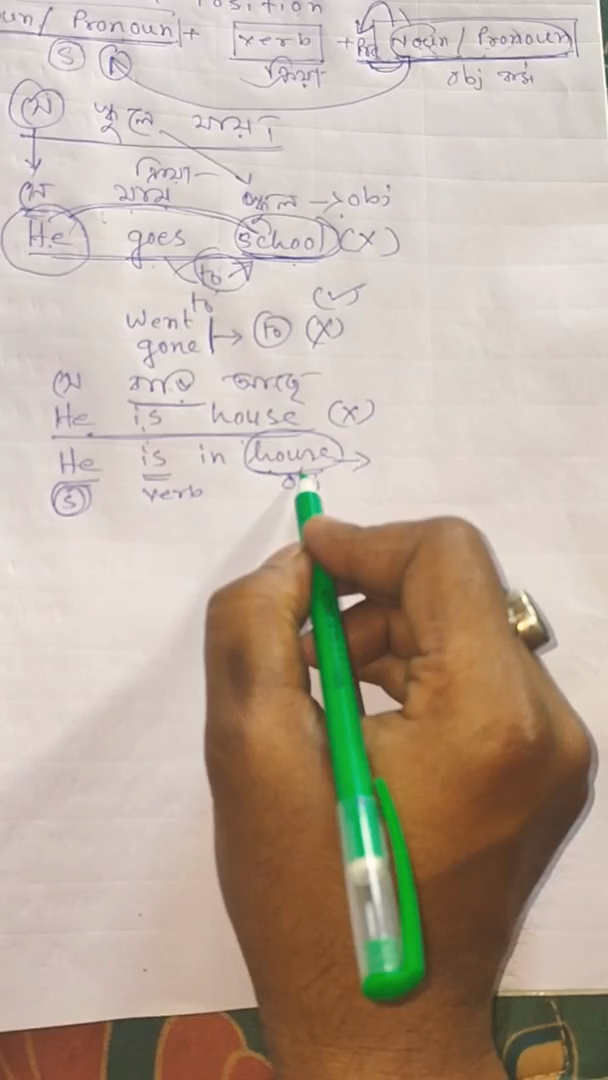 osition
un/ Pronoun + verb + Pre Noun / Pronoun
S ক্রিয়া obj কর্ম
সে স্কুলে যায়।
ক্রিয়া
সে যায় স্কুল → obj
He goes school (X)
to
to (✓)
went
gone → to (X)
সে বাড়ি আছে
He is house (X)
He is in house →
S verb obj